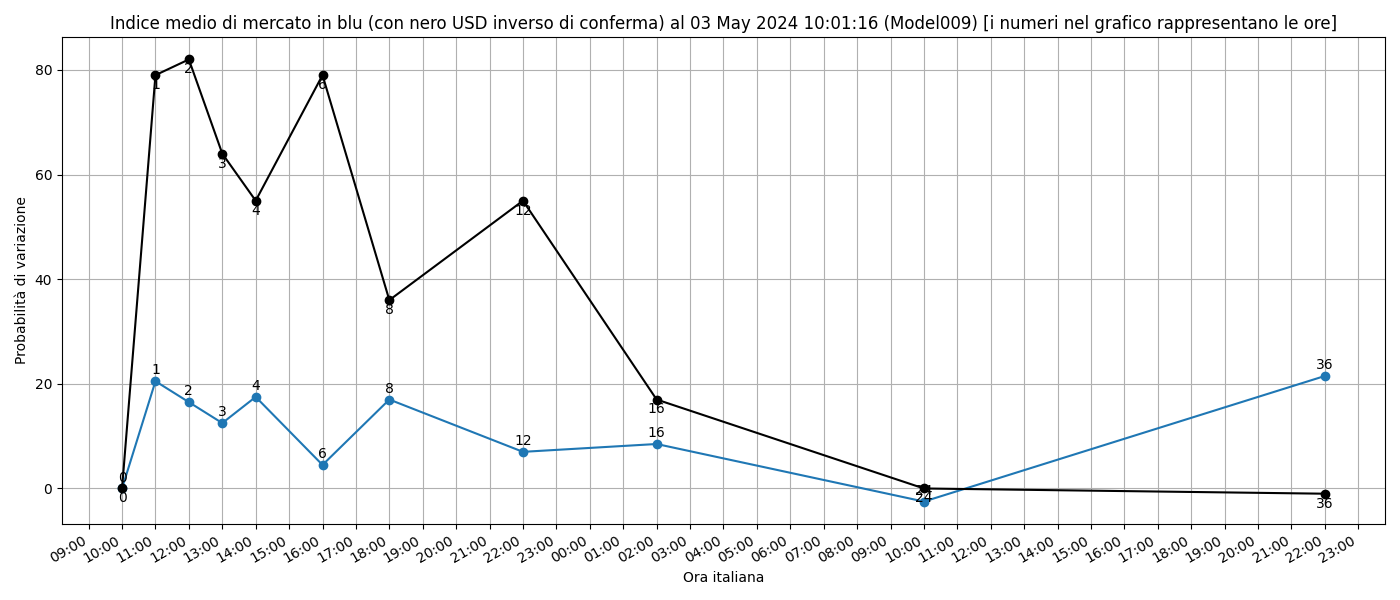 Indice medio di mercato in blu (con nero USD inverso di conferma) al 03 May 2024 10:01:16 (Model009) [i numeri nel grafico rappresentano le ore]
Probabilità di variazione
80
60
40
20
0
0 1 2 3 4 6 8 12 16 24 36
0 1 2 3 4 6 8 12 16 24 36
09:00 10:00 11:00 12:00 13:00 14:00 15:00 16:00 17:00 18:00 19:00 20:00 21:00 22:00 23:00 00:00 01:00 02:00 03:00 04:00 05:00 06:00 07:00 08:00 09:00 10:00 11:00 12:00 13:00 14:00 15:00 16:00 17:00 18:00 19:00 20:00 21:00 22:00 23:00
Ora italiana